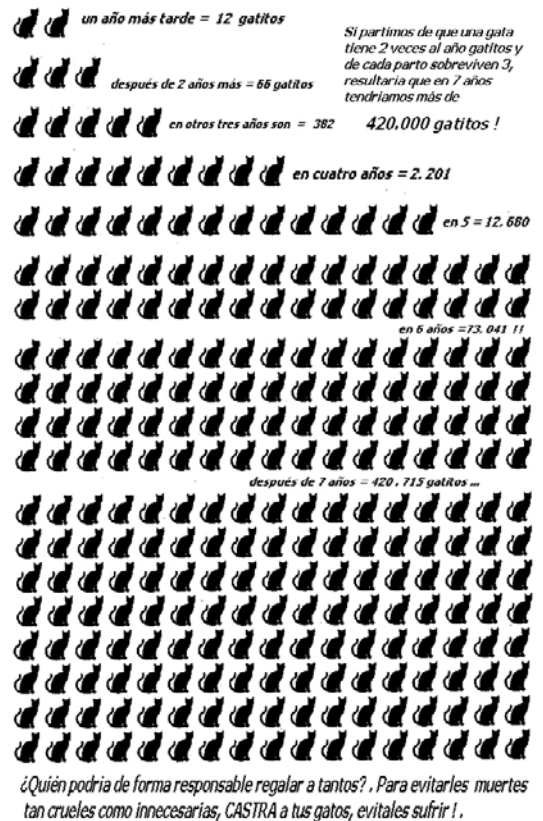 un año más tarde = 12 gatitos
Si partimos de que una gata
tiene 2 veces al año gatitos y
de cada parto sobreviven 3,
resultaria que en 7 años
tendriamos más de
420.000 gatitos !
después de 2 años más = 66 gatitos
en otros tres años son = 382
en cuatro años = 2. 201
en 5 = 12. 680
en 6 años =73. 041 !!
después de 7 años = 420 . 715 gatitos ...
¿Quién podria de forma responsable regalar a tantos? . Para evitarles muertes
tan crueles como innecesarias, CASTRA a tus gatos, evitales sufrir ! .